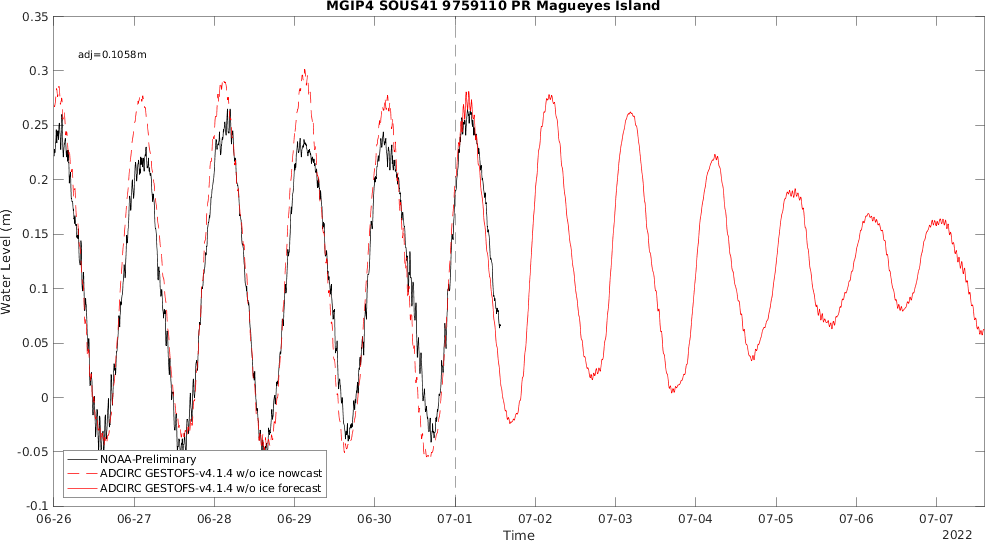 MGIP4 SOUS41 9759110 PR Magueyes Island
0.35
0.3
0.25
0.2
0.15
0.1
0.05
0
-0.05
-0.1
Water Level (m)
adj=0.1058m
NOAA-Preliminary
ADCIRC GESTOFS-v4.1.4 w/o ice nowcast
ADCIRC GESTOFS-v4.1.4 w/o ice forecast
06-26 06-27 06-28 06-29 06-30 07-01 07-02 07-03 07-04 07-05 07-06 07-07
Time
2022